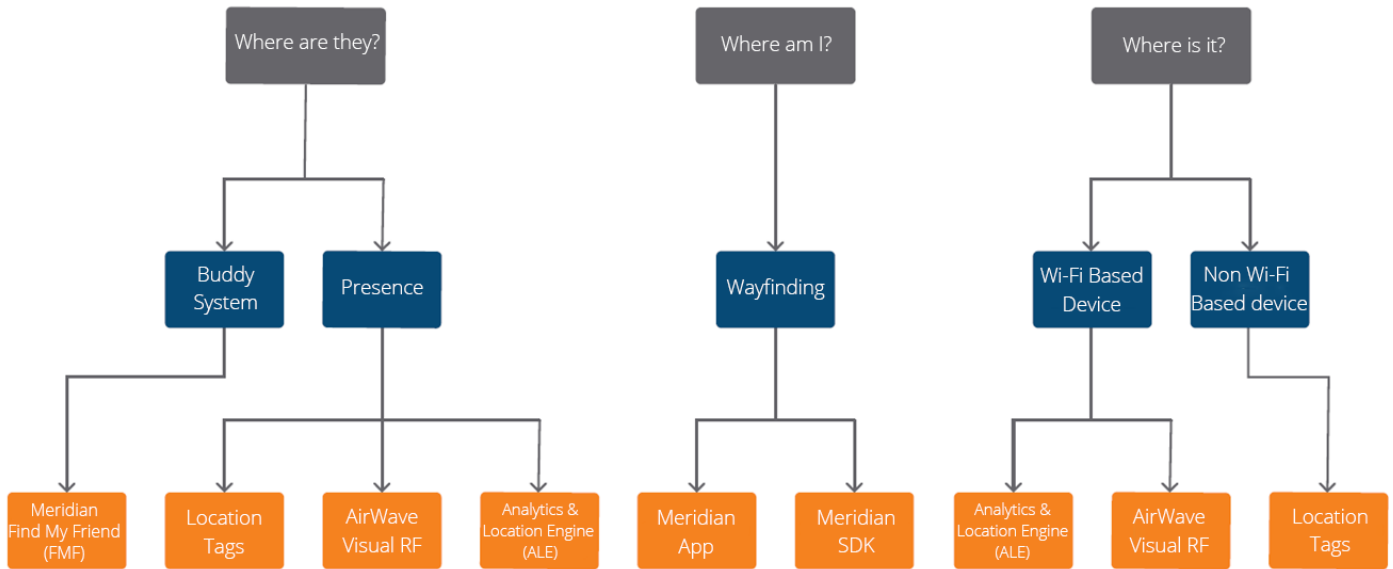 Where are they?
Where am I?
Where is it?
Buddy
System
Presence
Wayfinding
Wi-Fi Based
Device
Non Wi-Fi
Based device
Meridian
Find My Friend
(FMF)
Location
Tags
AirWave
Visual RF
Analytics &
Location Engine
(ALE)
Meridian
App
Meridian
SDK
Analytics &
Location Engine
(ALE)
AirWave
Visual RF
Location
Tags